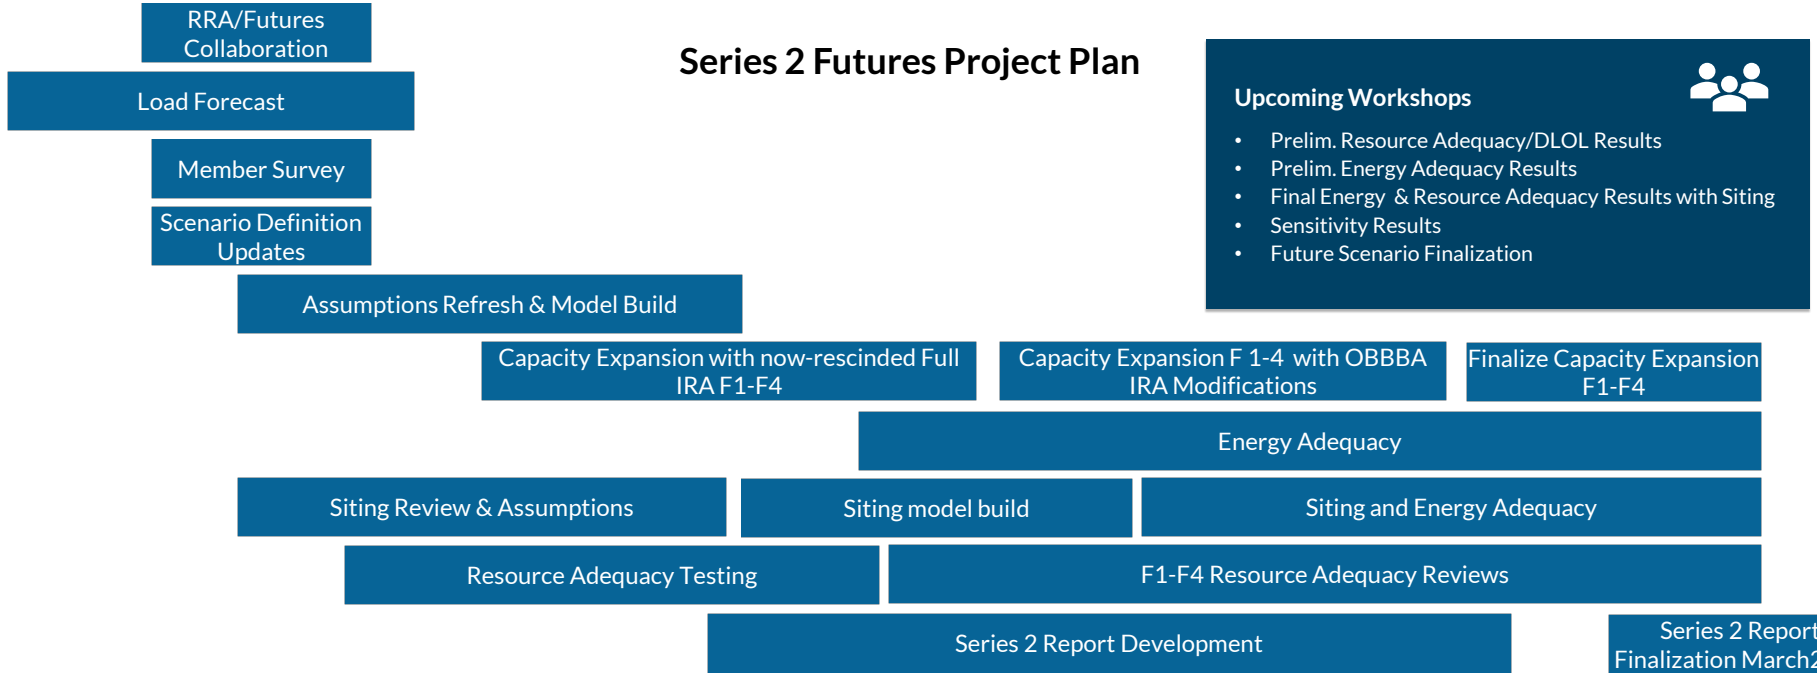 RRA/Futures
Collaboration
Series 2 Futures Project Plan
Load Forecast
Member Survey
Scenario Definition
Updates
Upcoming Workshops
• Prelim. Resource Adequacy/DLOL Results
• Prelim. Energy Adequacy Results
• Final Energy & Resource Adequacy Results with Siting
• Sensitivity Results
• Future Scenario Finalization
Assumptions Refresh & Model Build
Capacity Expansion with now-rescinded Full
IRA F1-F4
Capacity Expansion F 1-4 with OBBBA
IRA Modifications
Finalize Capacity Expansion
F1-F4
Energy Adequacy
Siting Review & Assumptions
Siting model build
Siting and Energy Adequacy
Resource Adequacy Testing
F1-F4 Resource Adequacy Reviews
Series 2 Report Development
Series 2 Report
Finalization March2